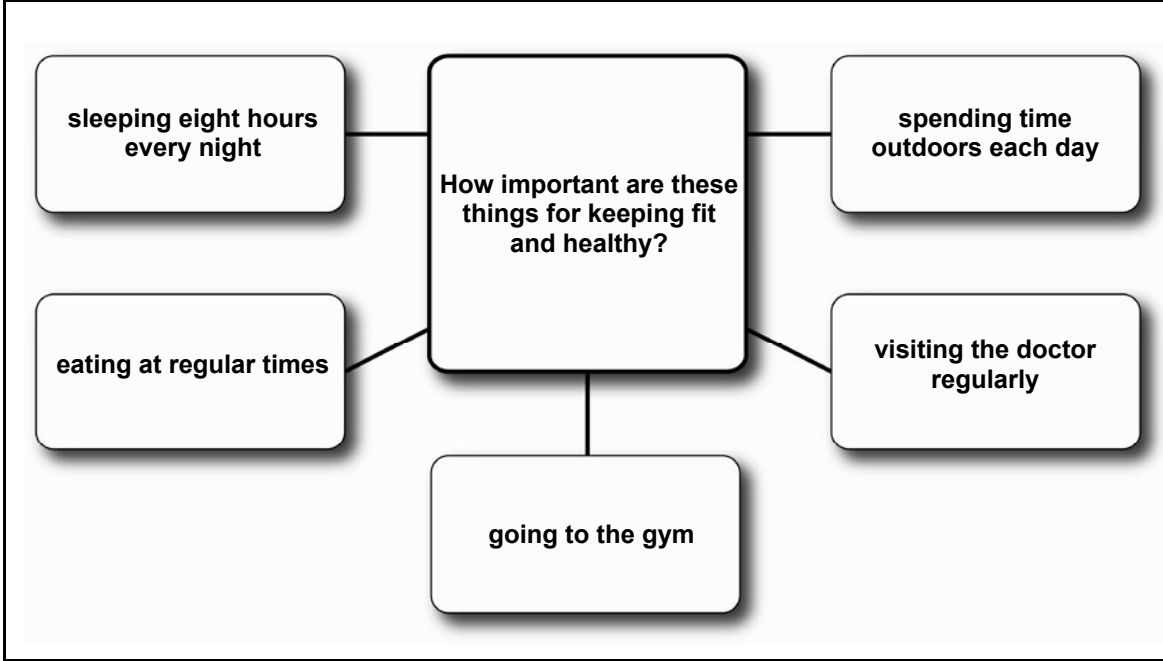 sleeping eight hours
every night
How important are these
things for keeping fit
and healthy?
spending time
outdoors each day
eating at regular times
visiting the doctor
regularly
going to the gym